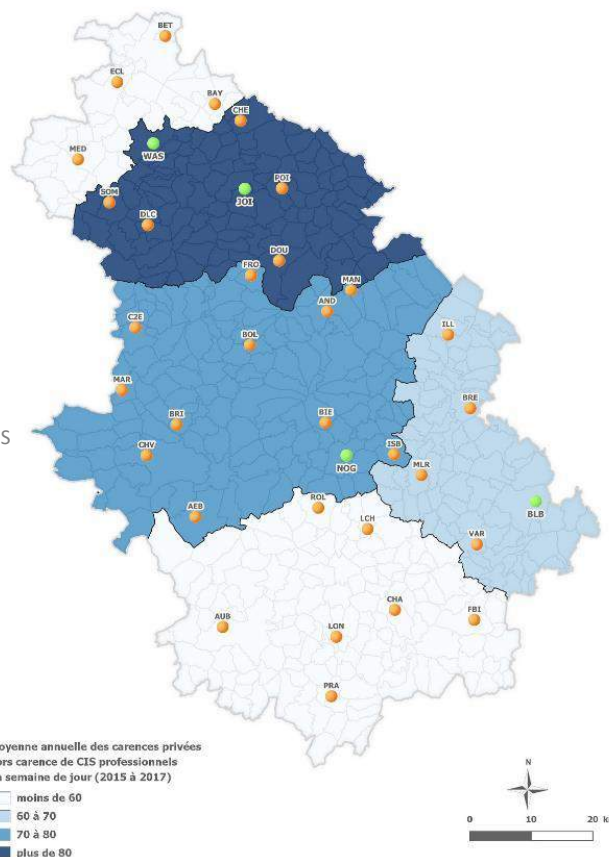 BET
ECL
BAY
CHE
WAS
MED
POI
JOI
SOM
DLC
DOU
FRO
MAN
AND
C2E
ILL
BOL
MAR
BRE
BRI
BIE
S
CHV
NOG
ISB
MLR
ROL
AEB
BLB
LCH
VAR
CHA
FBI
AUB
LON
PRA
oyenne annuelle des carences privées
ors carence de CIS professionnels
a semaine de jour (2015 à 2017)
moins de 60
60 à 70
70 à 80
plus de 80
N
0 10 20 k